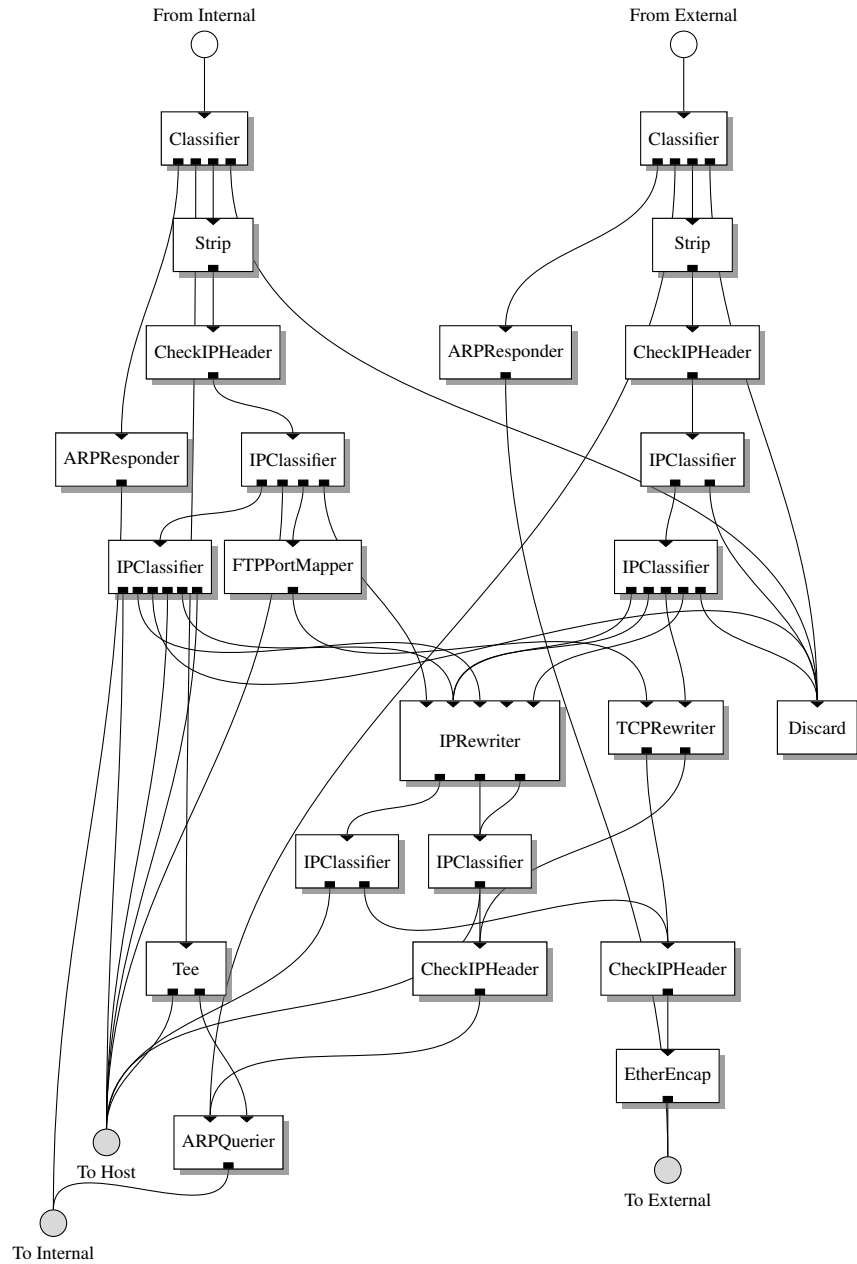 From Internal
From External
Classifier
Classifier
Strip
Strip
CheckIPHeader
ARPResponder
CheckIPHeader
ARPResponder
IPClassifier
IPClassifier
IPClassifier
FTPPortMapper
IPClassifier
IPRewriter
TCPRewriter
Discard
IPClassifier
IPClassifier
Tee
CheckIPHeader
CheckIPHeader
EtherEncap
ARPQuerier
To Host
To External
To Internal